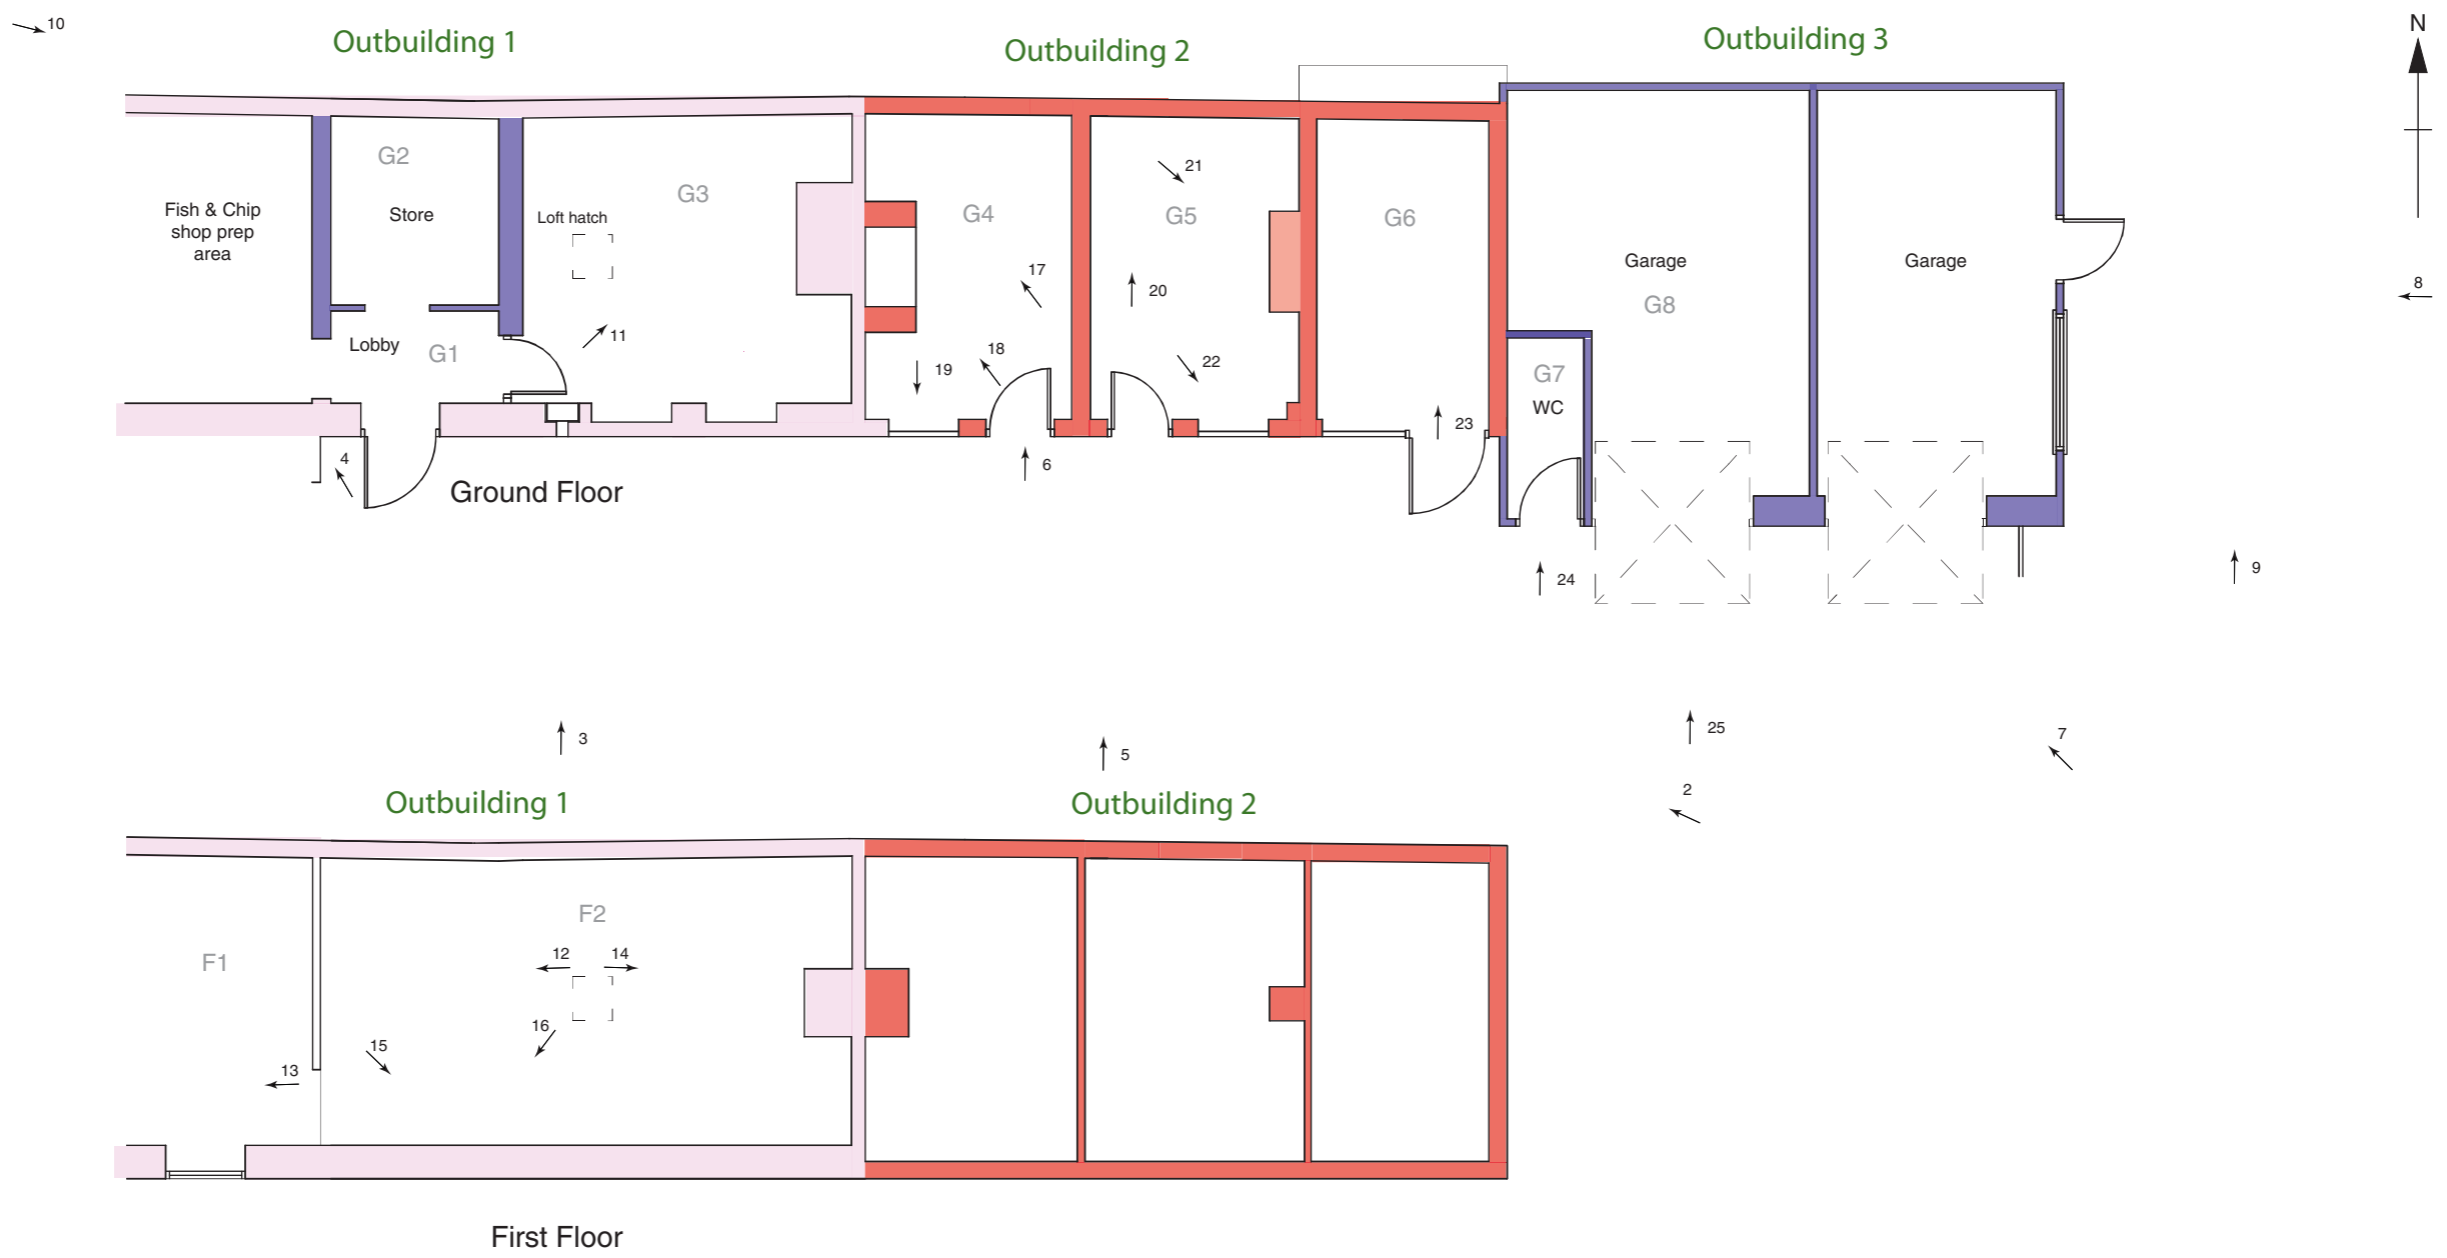 10
Outbuilding 1
Outbuilding 2
Outbuilding 3
N
G2
Fish & Chip
shop prep
area
Store
Loft hatch
G3
G4
21
G5
G6
Garage
G8
Garage
8
17
20
11
Lobby
G1
19
18
22
23
G7
WC
4
6
Ground Floor
24
9
3
5
25
7
2
Outbuilding 1
Outbuilding 2
F1
F2
12
14
16
15
13
First Floor